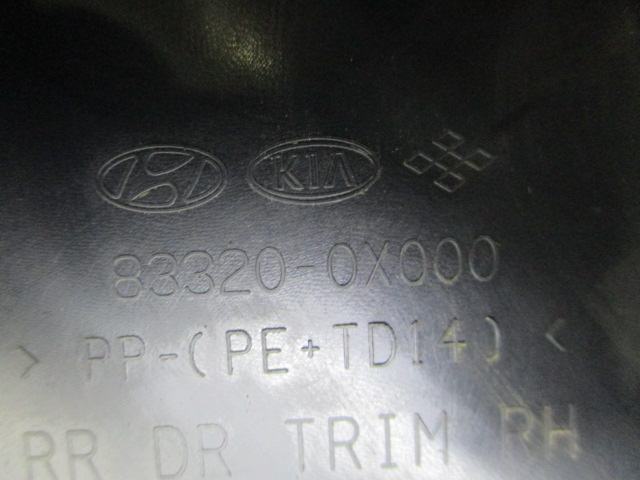 KIA
83320-0X000
> PP-(PE+TD14) <
RR DR TRIM RH